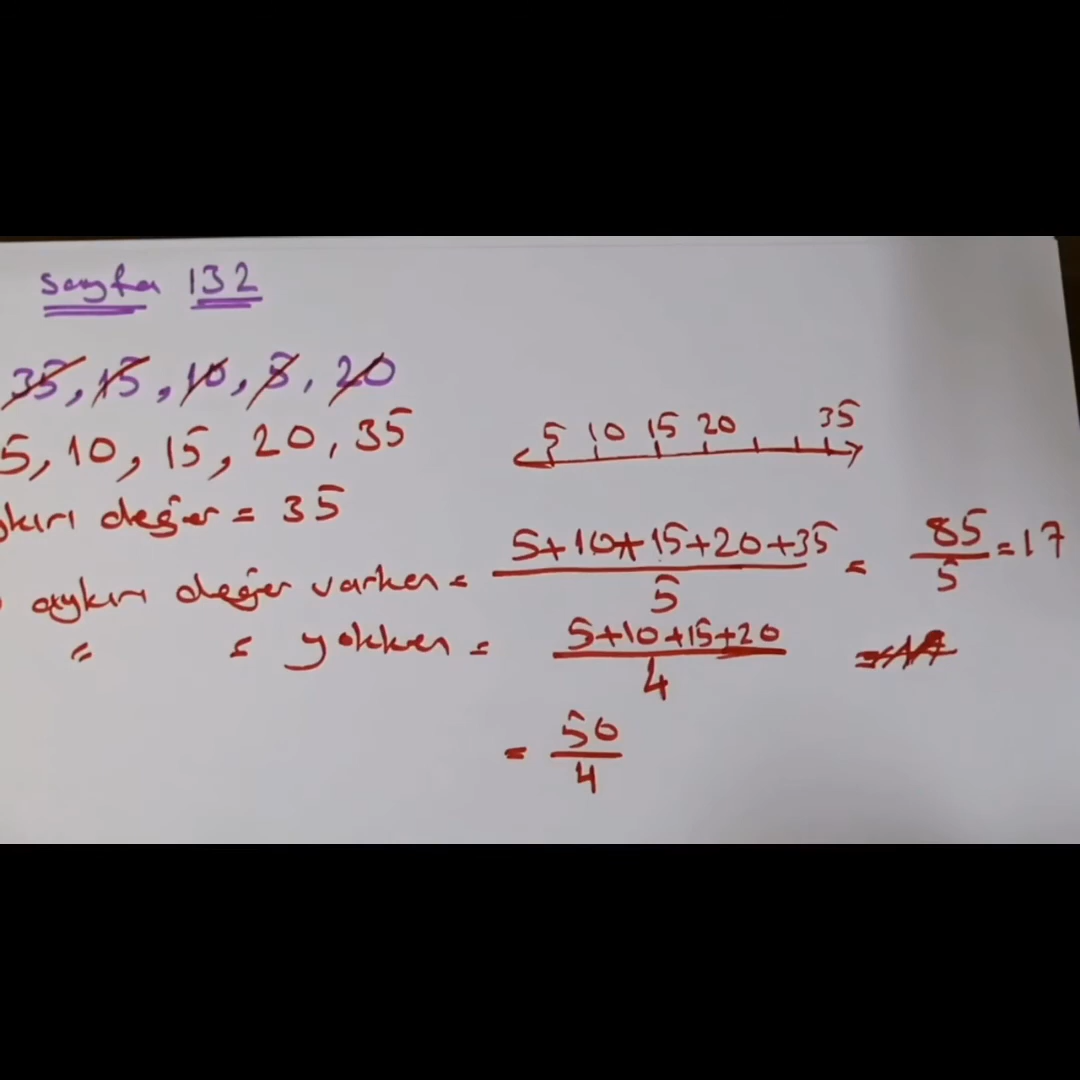 Sayfa 132
35, 15, 10, 5, 20
5, 10, 15, 20, 35
5 10 15 20 35
ykırı değer = 35
aykırı değer varken = 5+10+15+20+35 / 5 = 85 / 5 = 17
" " yokken = 5+10+15+20 / 4
= 50 / 4